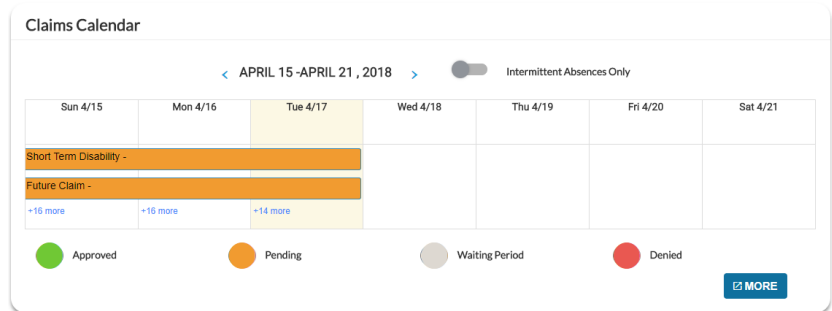 Claims Calendar
< APRIL 15 -APRIL 21 , 2018 > Intermittent Absences Only
Sun 4/15 Mon 4/16 Tue 4/17 Wed 4/18 Thu 4/19 Fri 4/20 Sat 4/21
Short Term Disability -
Future Claim -
+16 more +16 more +14 more
Approved Pending Waiting Period Denied
MORE